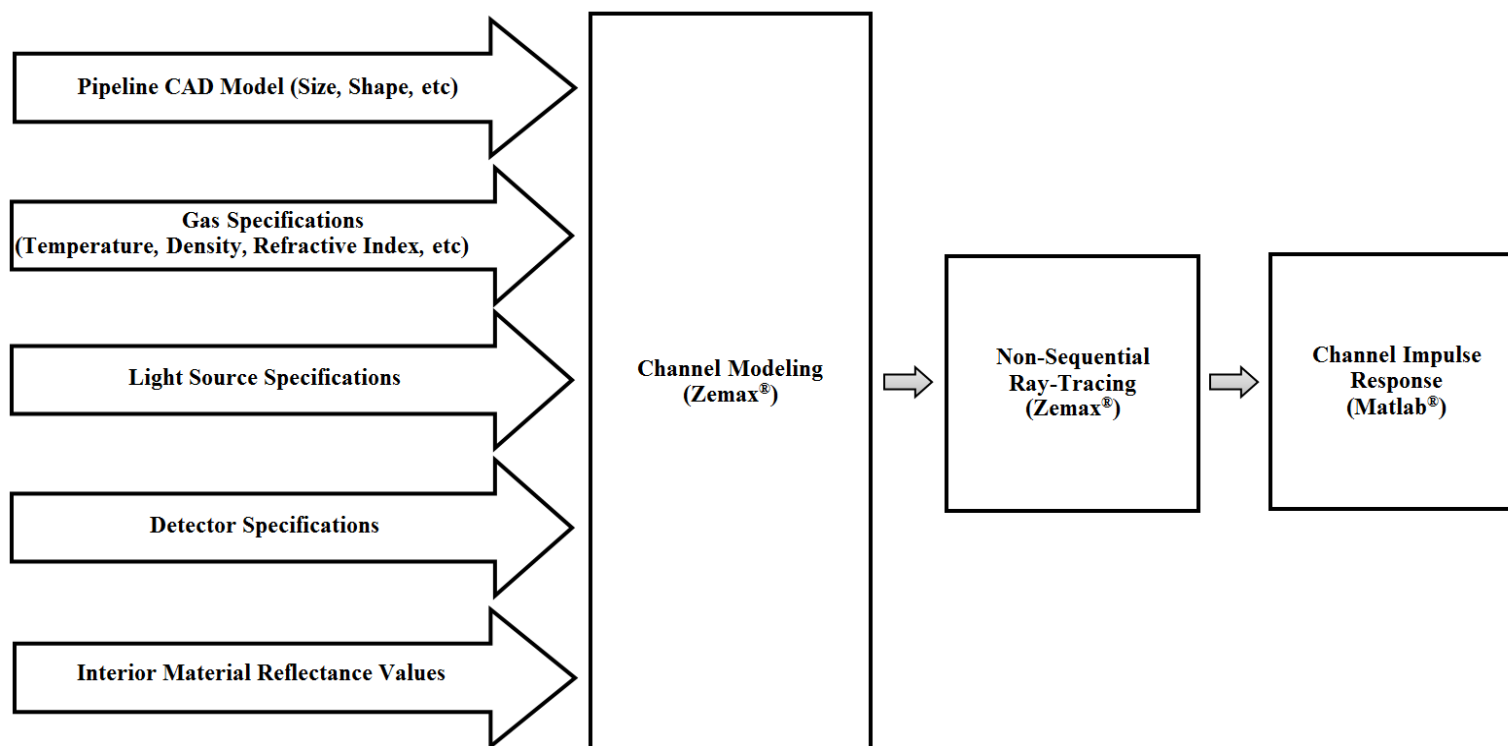 Pipeline CAD Model (Size, Shape, etc)
Gas Specifications
(Temperature, Density, Refractive Index, etc)
Light Source Specifications
Detector Specifications
Interior Material Reflectance Values
Channel Modeling
(Zemax®)
Non-Sequential
Ray-Tracing
(Zemax®)
Channel Impulse
Response
(Matlab®)